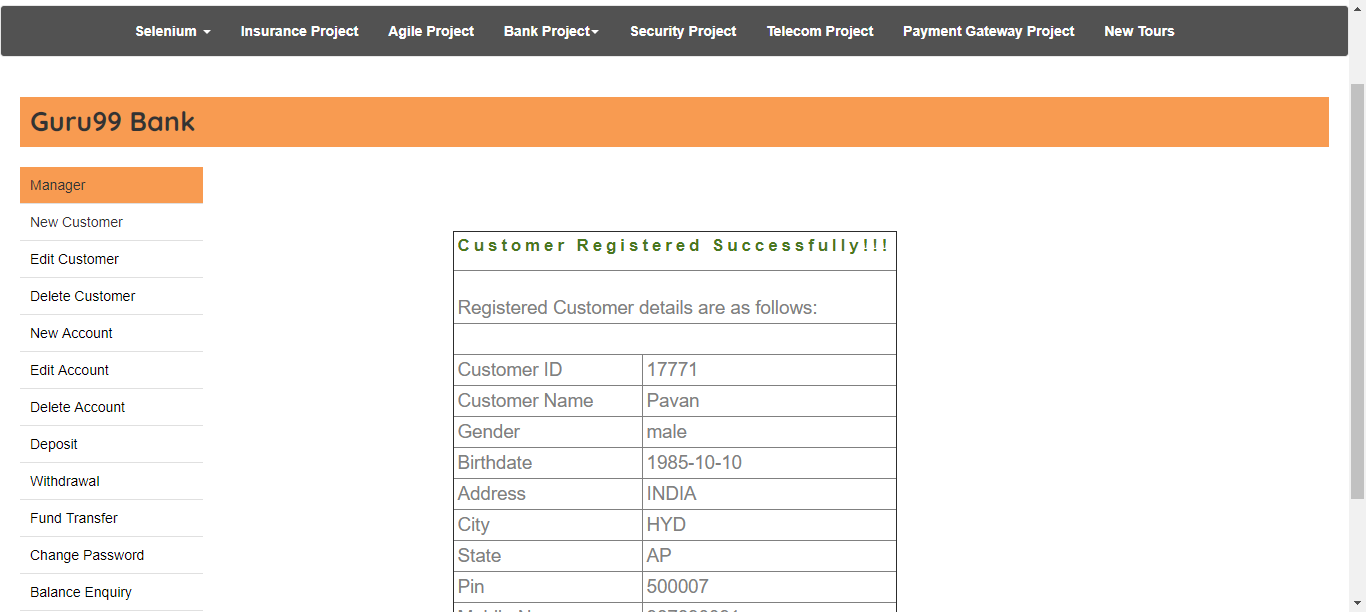 Selenium Insurance Project Agile Project Bank Project Security Project Telecom Project Payment Gateway Project New Tours
Guru99 Bank
Manager
New Customer
Edit Customer
Delete Customer
New Account
Edit Account
Delete Account
Deposit
Withdrawal
Fund Transfer
Change Password
Balance Enquiry
Customer Registered Successfully!!!
Registered Customer details are as follows:
Customer ID 17771
Customer Name Pavan
Gender male
Birthdate 1985-10-10
Address INDIA
City HYD
State AP
Pin 500007